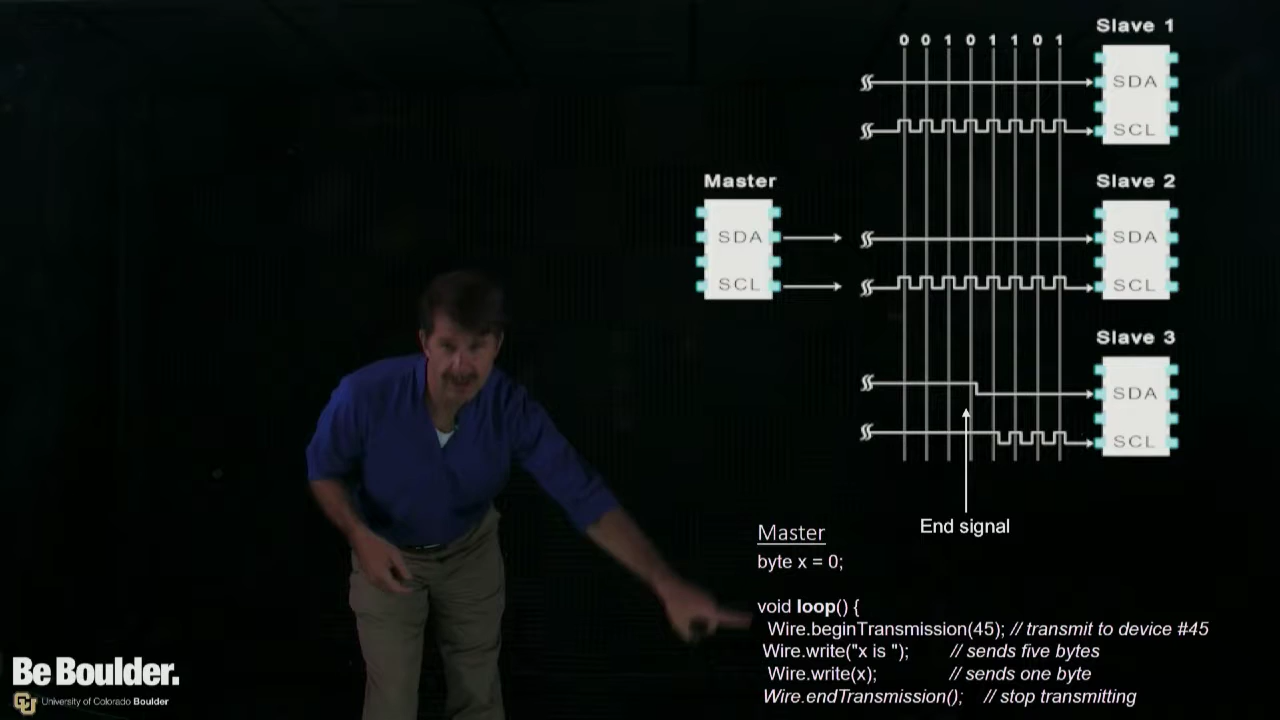 Slave 1
0 0 1 0 1 1 0 1
SDA
SCL
Master
SDA
SCL
Slave 2
SDA
SCL
Slave 3
SDA
SCL
End signal
Master
byte x = 0;
void loop() {
Wire.beginTransmission(45); // transmit to device #45
Wire.write("x is "); // sends five bytes
Wire.write(x); // sends one byte
Wire.endTransmission(); // stop transmitting
Be Boulder.
University of Colorado Boulder